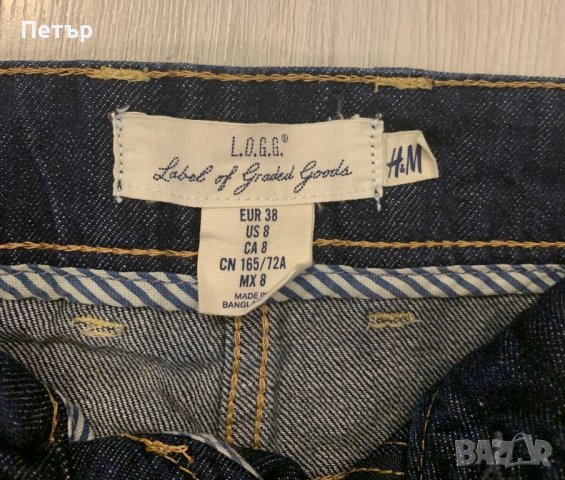 Петър
L.O.G.G.®
Label of Graded Goods
H&M
EUR 38
US 8
CA 8
CN 165/72A
MX 8
MADE IN
BAZAR